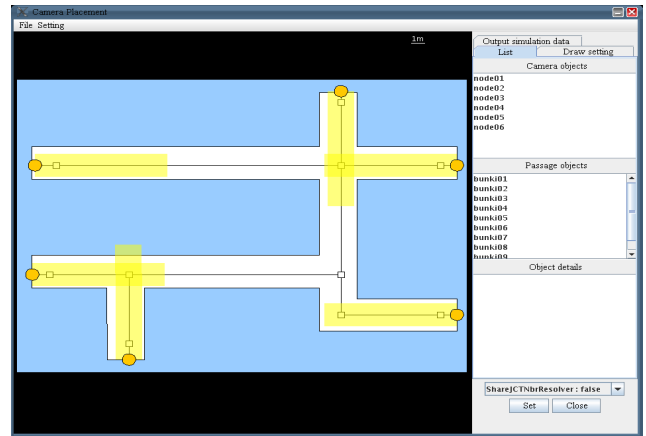 Camera Placement
File Setting
1m
Output simulation data
List Draw setting
Camera objects
node01
node02
node03
node04
node05
node06
Passage objects
bunki01
bunki02
bunki03
bunki04
bunki05
bunki06
bunki07
bunki08
bunki09
Object details
ShareJCTNbrResolver : false
Set Close